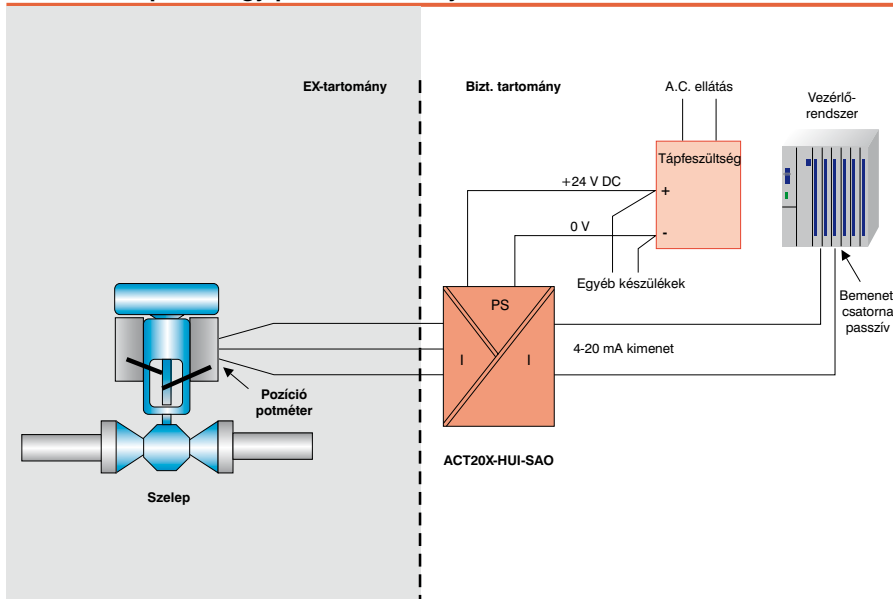 EX-tartomány
Bizt. tartomány
A.C. ellátás
Vezérlő-
rendszer
Tápfeszültség
+24 V DC
+
0 V
-
Egyéb készülékek
PS
I
I
4-20 mA kimenet
Bemenet
csatorna
passzív
Pozíció
potméter
ACT20X-HUI-SAO
Szelep